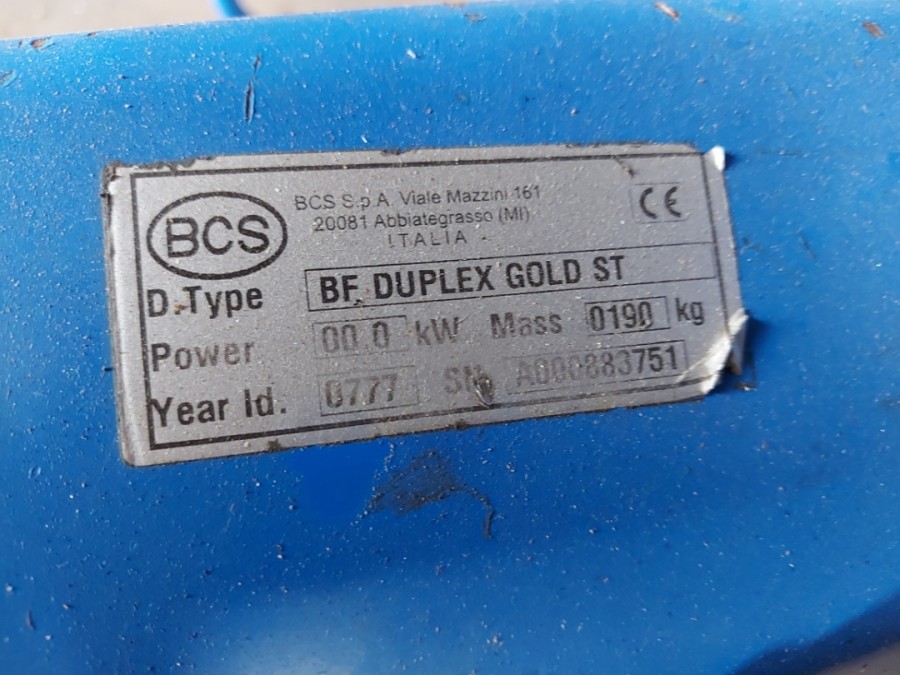 BCS
BCS S.p.A. Viale Mazzini 161
20081 Abbiategrasso (MI)
ITALIA
CE
D.Type BF DUPLEX GOLD ST
Power 00.0 kW Mass 0190 kg
Year Id. 0777 SN A000883751